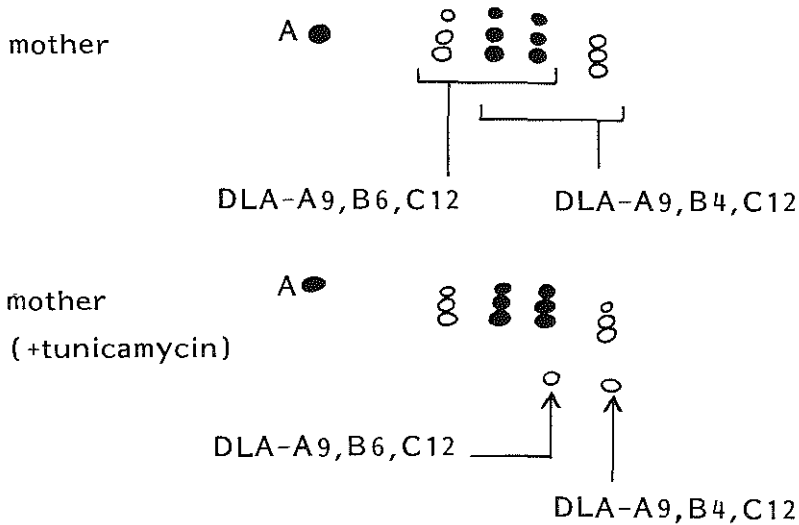 mother
A
DLA-A9,B6,C12
DLA-A9,B4,C12
A
mother
(+tunicamycin)
DLA-A9,B6,C12
DLA-A9,B4,C12